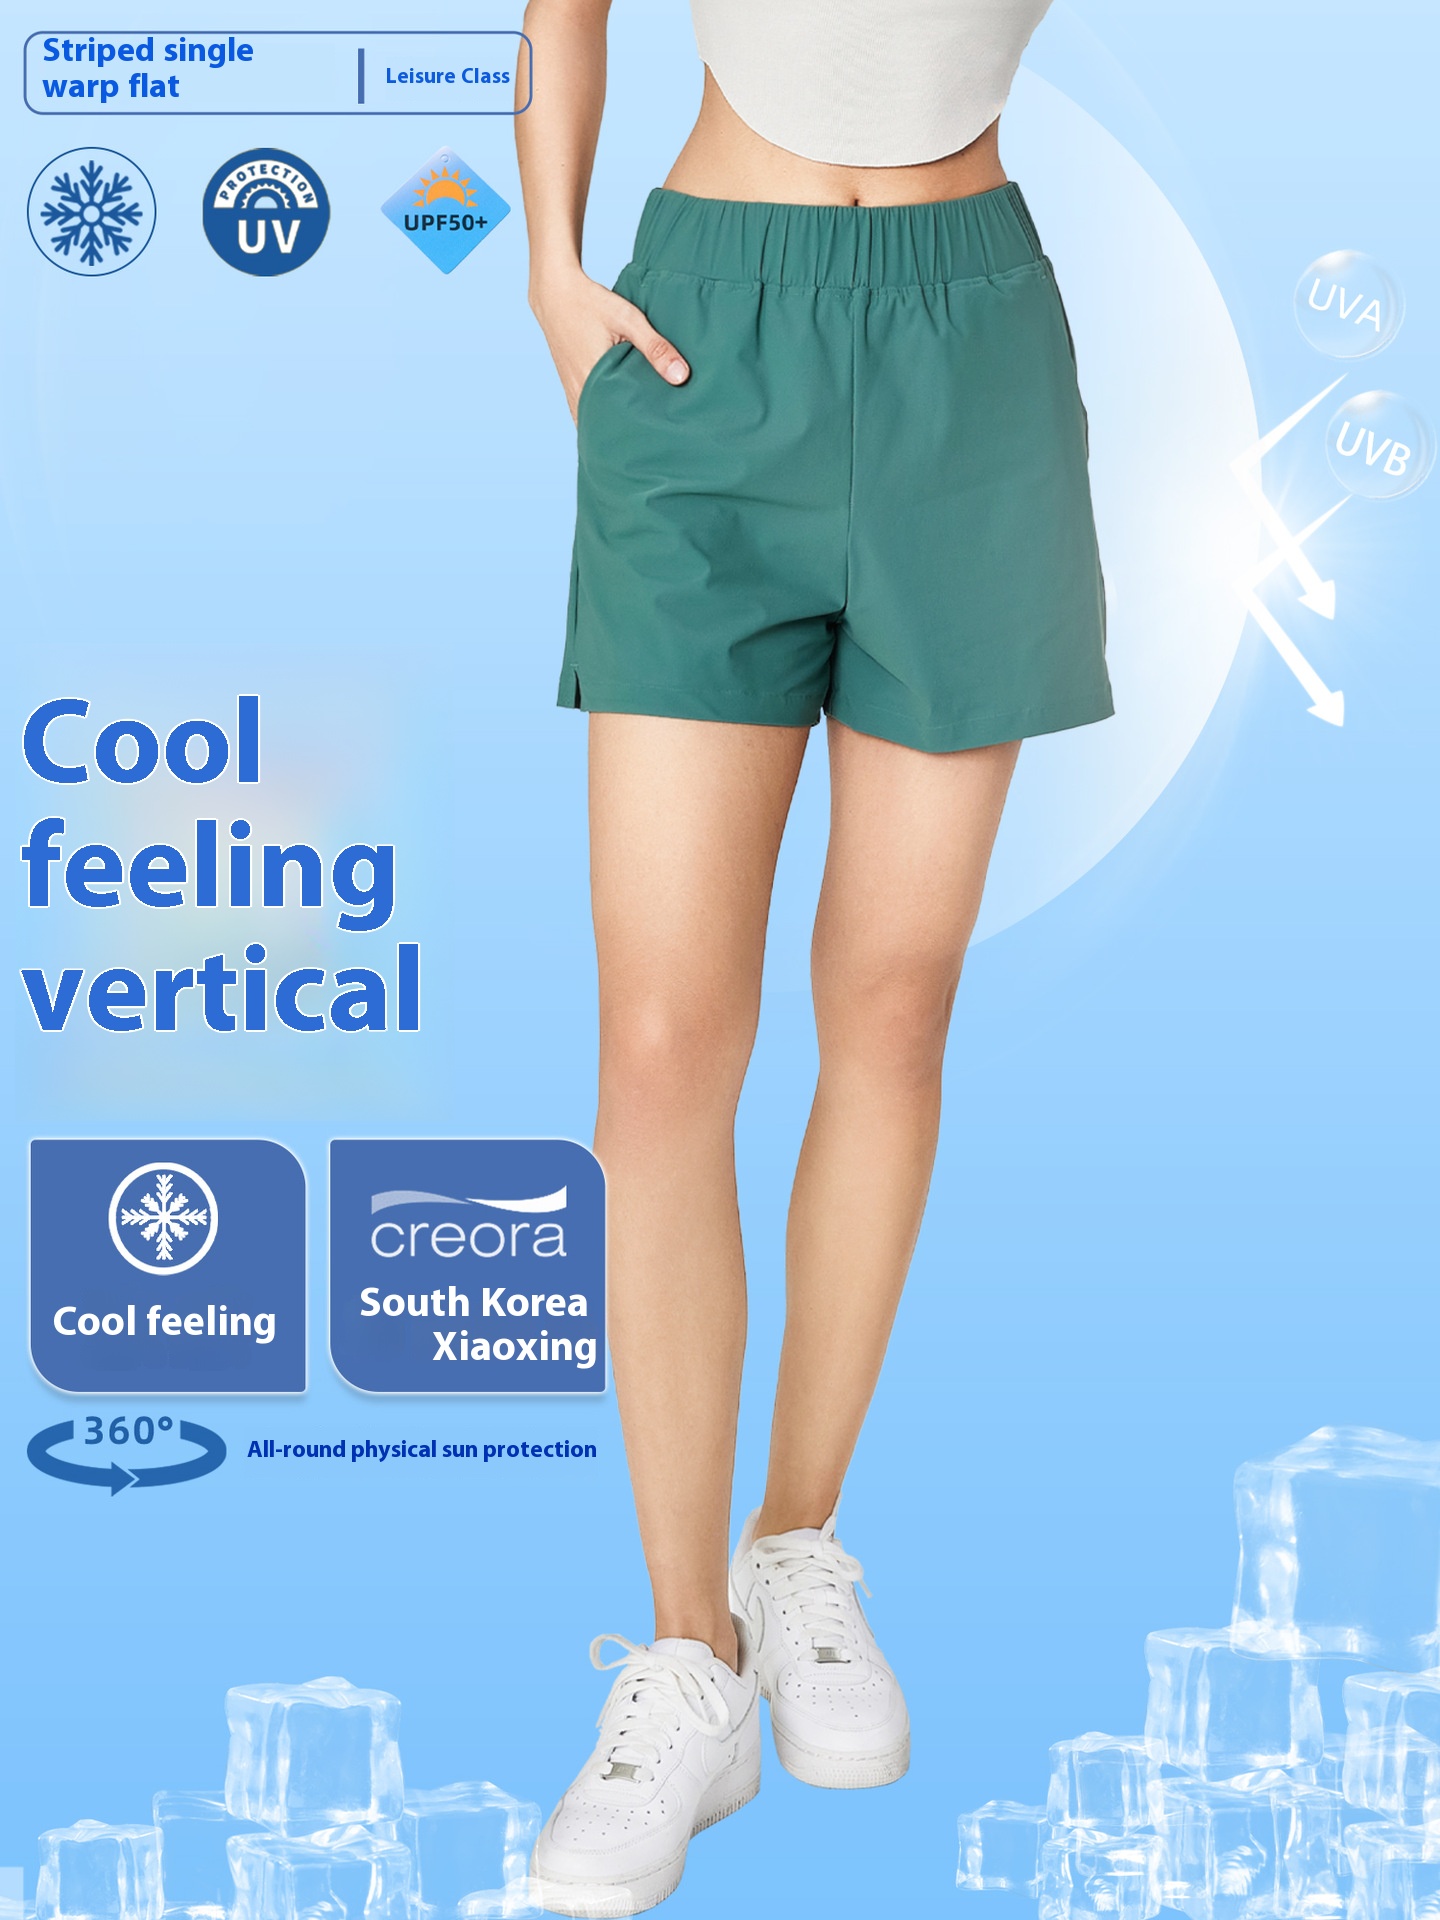 Striped single
warp flat
Leisure Class
PROTECTION
UV
UPF50+
UVA
UVB
Cool
feeling
vertical
Cool feeling
creora
South Korea
Xiaoxing
360°
All-round physical sun protection